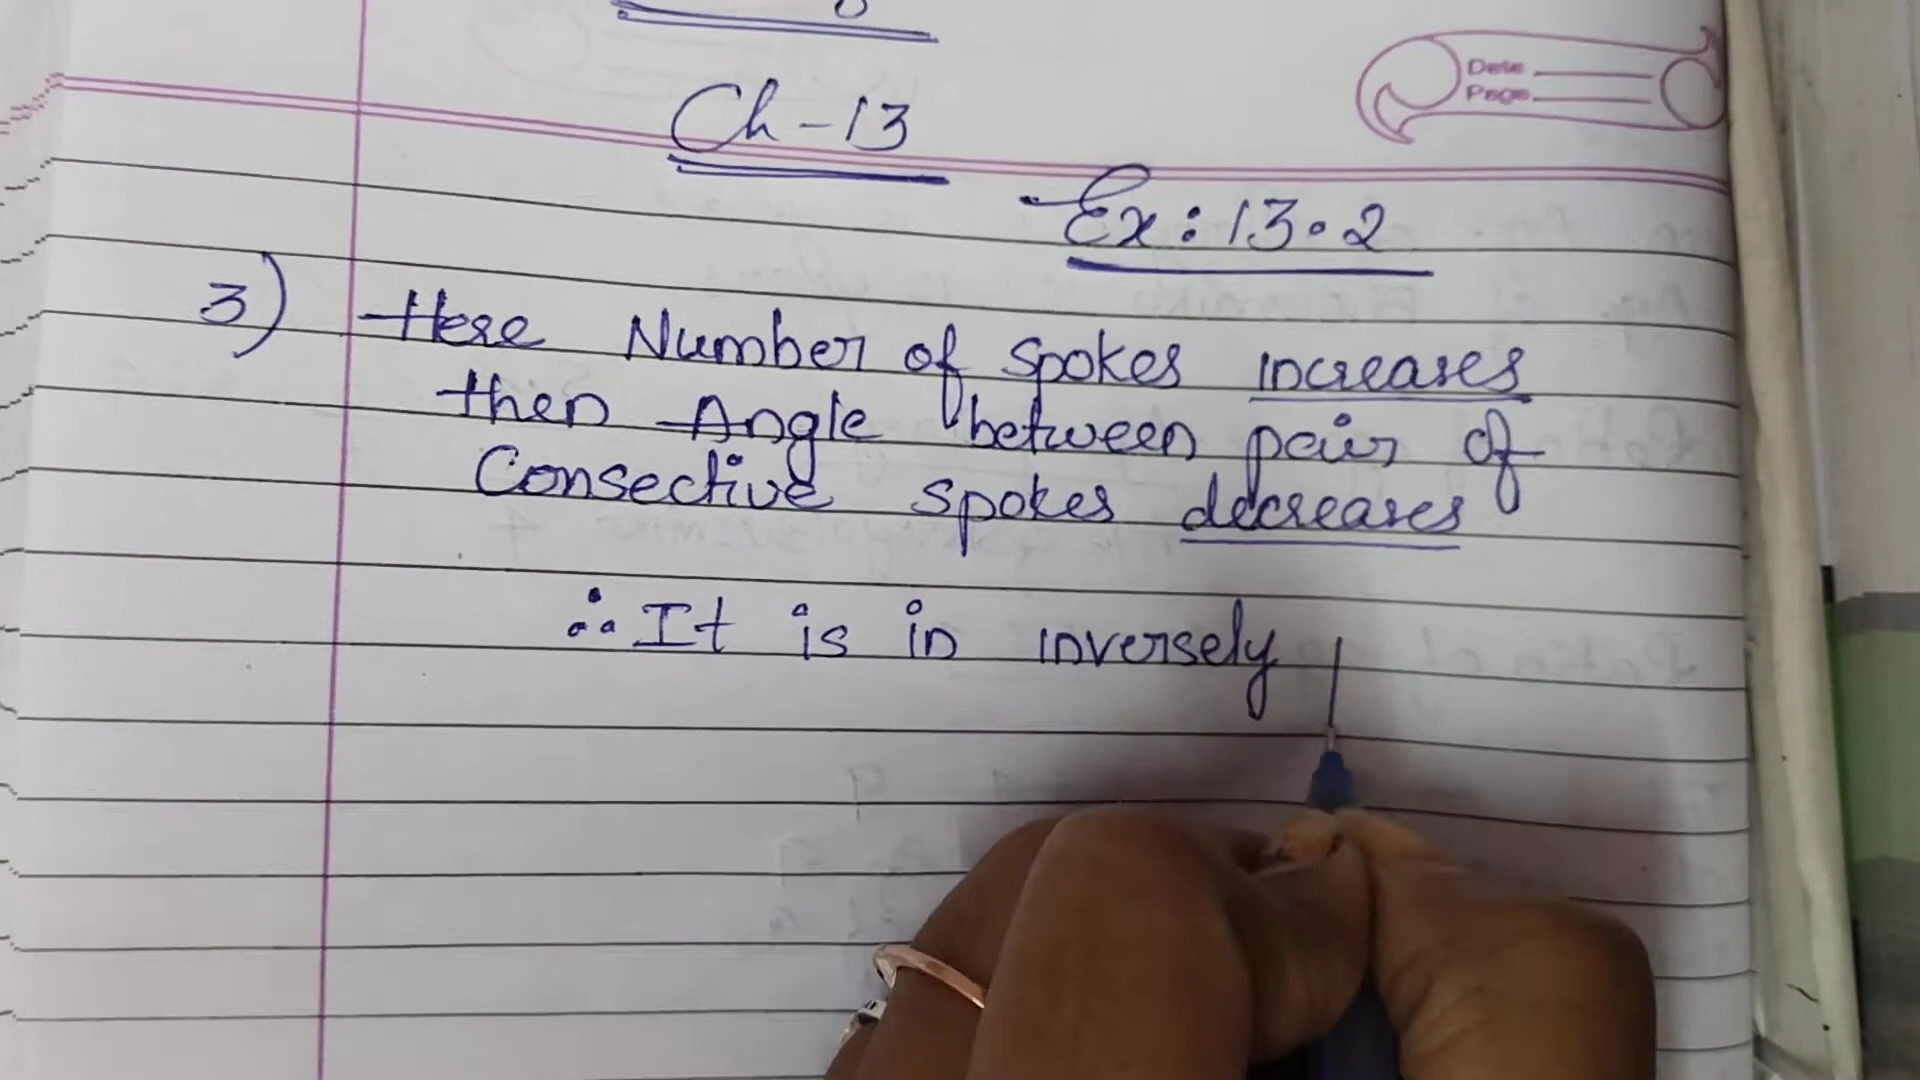 Ch-13
Date
Page
Ex: 13.2
3) Here Number of spokes increases
then Angle between pair of
Consective spokes decreases
∴ It is in inversely